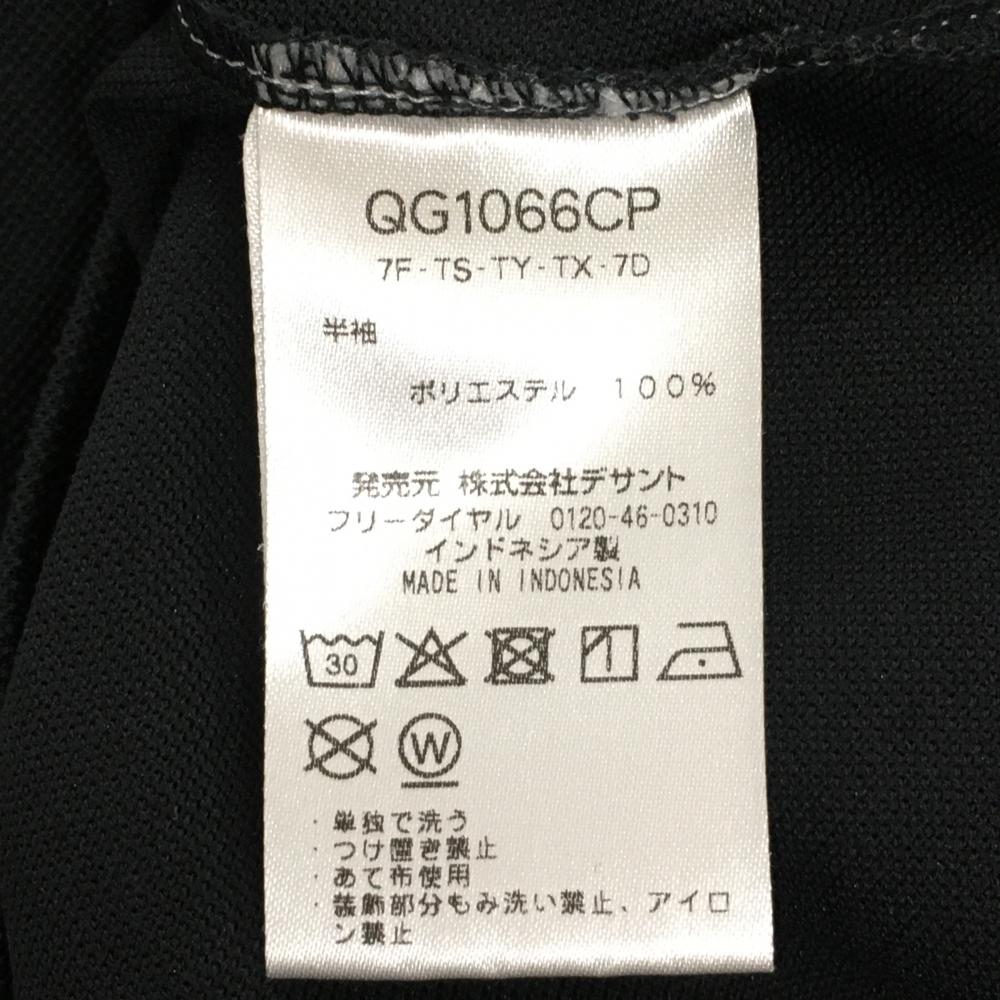 QG1066CP
7F-TS-TY-TX-7D
半袖
ポリエステル 100%
発売元 株式会社デサント
フリーダイヤル 0120-46-0310
インドネシア製
MADE IN INDONESIA
30
W
・単独で洗う
・つけ置き禁止
・あて布使用
・装飾部分もみ洗い禁止、アイロ
ン禁止